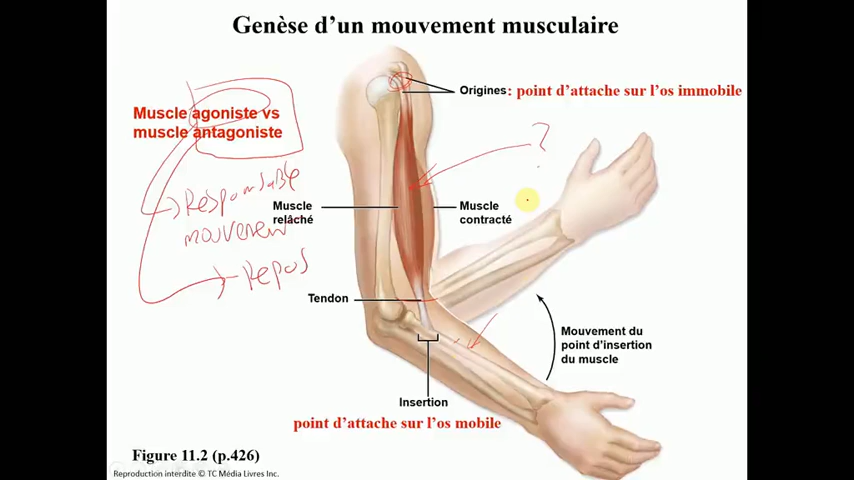 Genèse d'un mouvement musculaire
Origines: point d'attache sur l'os immobile
Muscle agoniste vs
muscle antagoniste
?
Responsable
mouvement
Repos
Muscle
relâché
Muscle
contracté
Tendon
Mouvement du
point d'insertion
du muscle
Insertion
point d'attache sur l'os mobile
Figure 11.2 (p.426)
Reproduction interdite © TC Média Livres Inc.